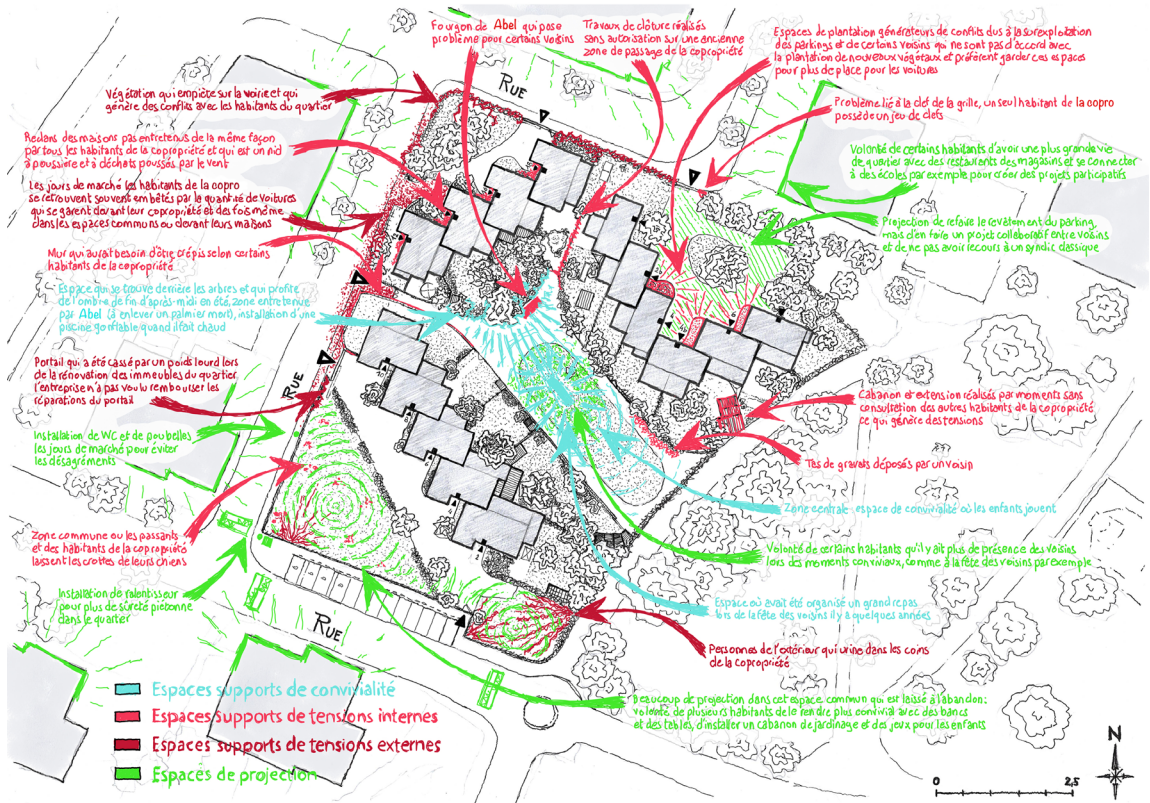 Fourgon de Abel qui pose
problème pour certains voisins
Travaux de clôture réalisés
sans autorisation sur une ancienne
zone de passage de la copropriété
Espaces de plantation générateurs de conflits dus à la surexploitation
des parkings et de certains voisins qui ne sont pas d'accord avec
la plantation de nouveaux végétaux et préfèrent garder ces espaces
pour plus de place pour les voitures
RUE
Végétation qui empiète sur la voirie et qui
génère des conflits avec les habitants du quartier
Problème lié à la clef de la grille, un seul habitant de la copro
possède un jeu de clefs
Redans des maisons pas entretenus de la même façon
par tous les habitants de la copropriété et qui est un nid
à poussière et à déchats poussés par le vent
Volonté de certains habitants d'avoir une plus grande vie
de quartier avec des restaurants des magasins et se connecter
à des écoles par exemple pour créer des projets participatifs
Les jours de marché les habitants de la copro
se retrouvent souvent embêtés par la quantité de voitures
qui se garent devant leur copropriété et des fois même
dans les espaces communs ou devant leurs maisons
Projection de refaire le revêtement du parking
mais d'en faire un projet collaboratif entre voisins
et de ne pas avoir recours à un syndic classique
Mur qui aurait besoin d'être crépis selon certains
habitants de la copropriété
Espace qui se trouve derrière les arbres et qui profite
de l'ombre de fin d'après-midi en été, zone entretenue
par Abel (à enlever un palmier mort), installation d'une
piscine gonflable quand il fait chaud
Portail qui a été cassé par un poids lourd lors
de la rénovation des immeubles du quartier
l'entreprise n'a pas voulu rembourser les
réparations du portail
RUE
Cabanon et extension réalisés par moments sans
consultation des autres habitants de la copropriété
ce qui génère des tensions
Installation de WC et de poubelles
les jours de marché pour éviter
les désagréments
Tas de gravats déposés par un voisin
Zone centrale: espace de convivialité où les enfants jouent
Zone commune ou les passants
et des habitants de la copropriété
laissent les crottes de leurs chiens
Volonté de certains habitants qu'il y ait plus de présence des voisins
lors des moments conviviaux, comme à la fête des voisins par exemple
Installation de ralentisseur
pour plus de sûreté piétonne
dans le quartier
Espace où avait été organisé un grand repas
lors de la fête des voisins il y a quelques années
RUE
Personnes de l'extérieur qui urine dans les coins
de la copropriété
Beaucoup de projection dans cet espace commun qui est laissé à l'abandon:
volonté de plusieurs habitants de le rendre plus convivial avec des bancs
et des tables, d'installer un cabanon de jardinage et des jeux pour les enfants
Espaces supports de convivialité
Espaces supports de tensions internes
Espaces supports de tensions externes
Espaces de projection
N
0 2,5